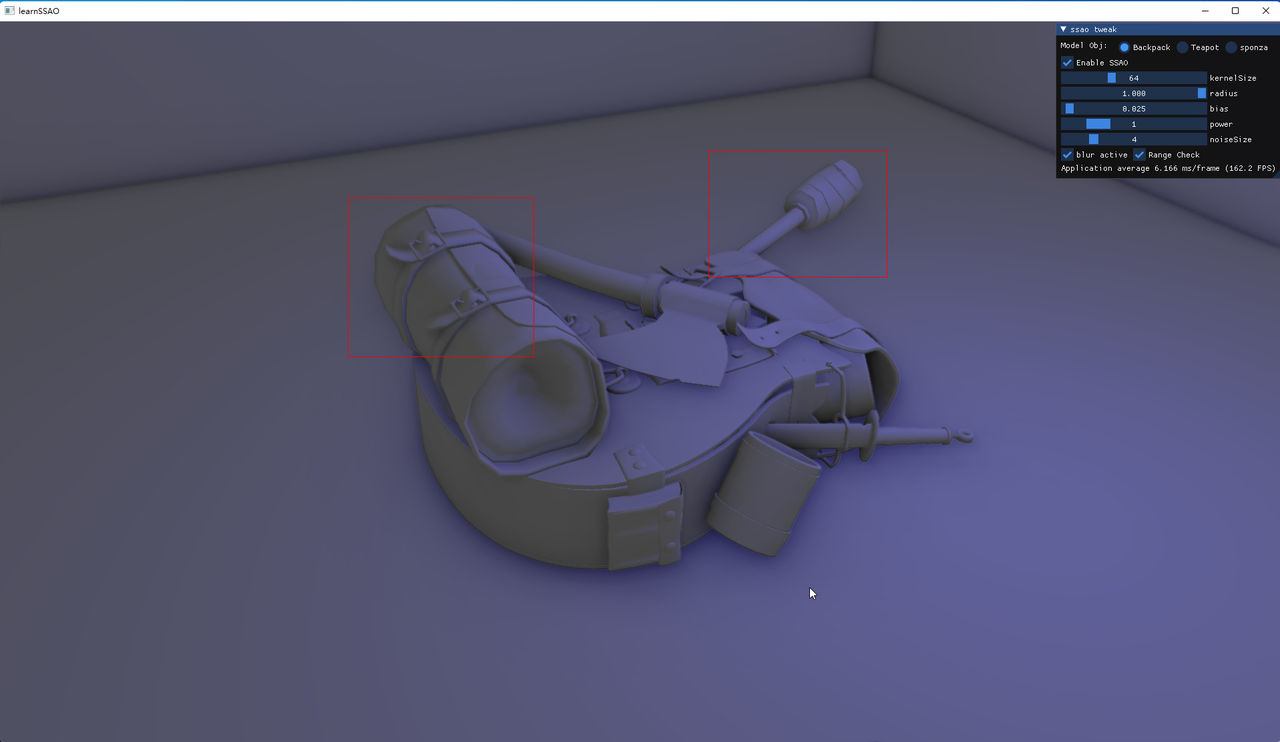 learnSSAO
ssao tweak
Model Obj: Backpack Teapot sponza
Enable SSAO
64 kernelSize
1.000 radius
0.025 bias
1 power
4 noiseSize
blur active Range Check
Application average 6.166 ms/frame (162.2 FPS)